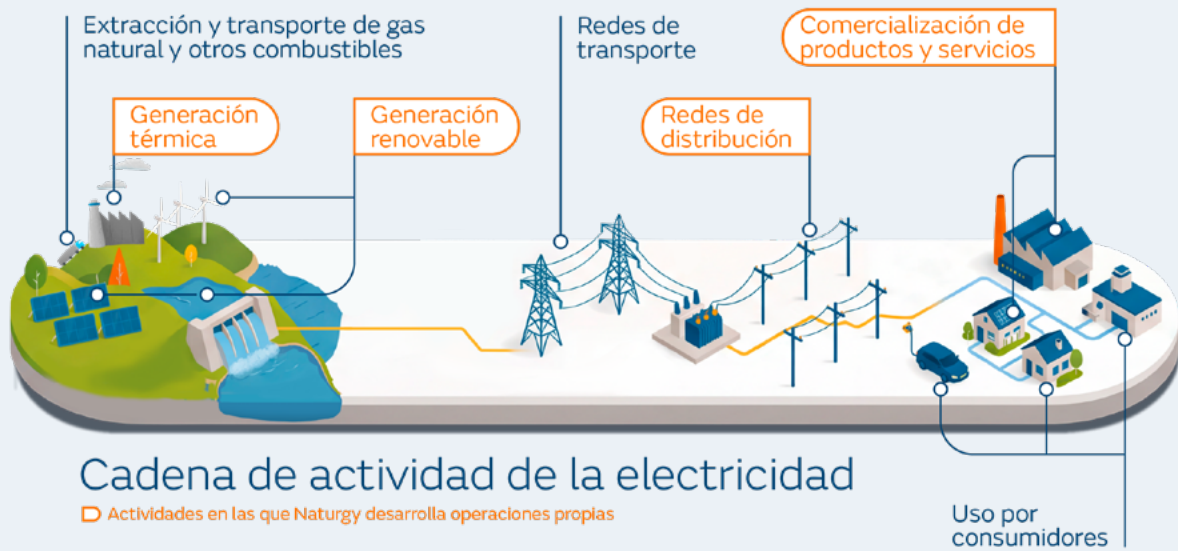 Extracción y transporte de gas
natural y otros combustibles
Redes de
transporte
Comercialización de
productos y servicios
Generación
térmica
Generación
renovable
Redes de
distribución
Cadena de actividad de la electricidad
Actividades en las que Naturgy desarrolla operaciones propias
Uso por
consumidores